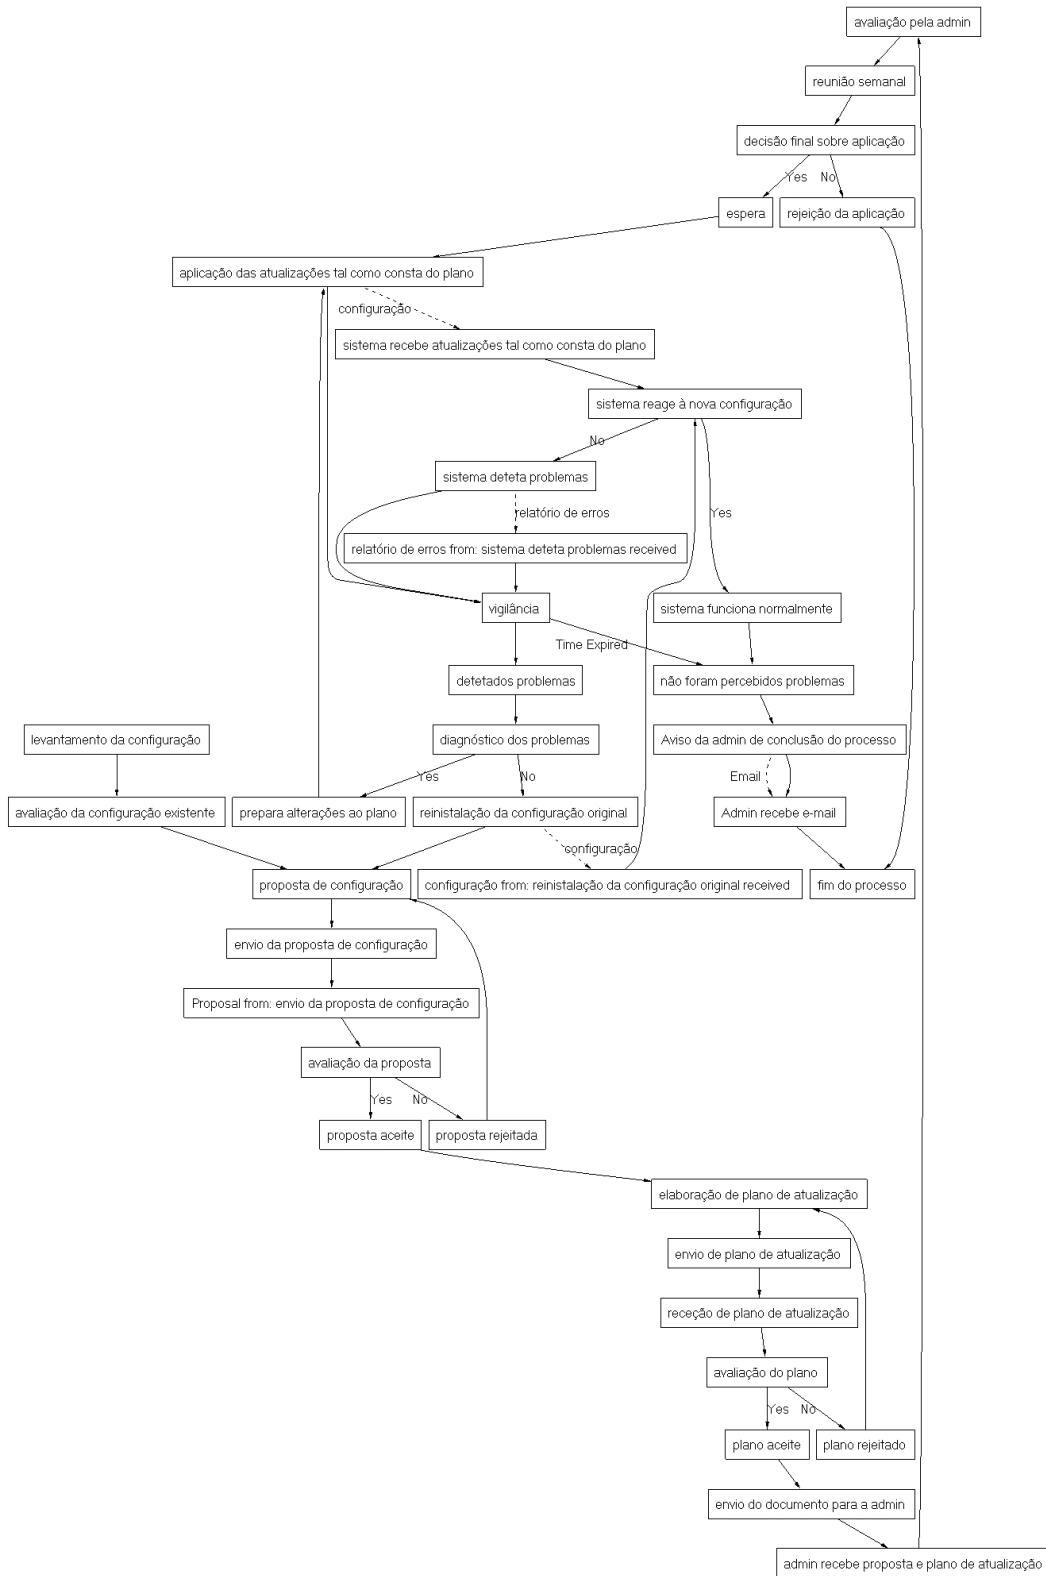 avaliação pela admin
reunião semanal
decisão final sobre aplicação
Yes No
espera
rejeição da aplicação
aplicação das atualizações tal como consta do plano
configuração
sistema recebe atualizações tal como consta do plano
sistema reage à nova configuração
No
sistema deteta problemas
relatório de erros
Yes
relatório de erros from: sistema deteta problemas received
vigilância
sistema funciona normalmente
Time Expired
detetados problemas
não foram percebidos problemas
levantamento da configuração
diagnóstico dos problemas
Aviso da admin de conclusão do processo
Yes
No
Email
avaliação da configuração existente
prepara alterações ao plano
reinistalação da configuração original
Admin recebe e-mail
configuração
proposta de configuração
configuração from: reinistalação da configuração original received
fim do processo
envio da proposta de configuração
Proposal from: envio da proposta de configuração
avaliação da proposta
Yes No
proposta aceite
proposta rejeitada
elaboração de plano de atualização
envio de plano de atualização
receção de plano de atualização
avaliação do plano
Yes No
plano aceite
plano rejeitado
envio do documento para a admin
admin recebe proposta e plano de atualização